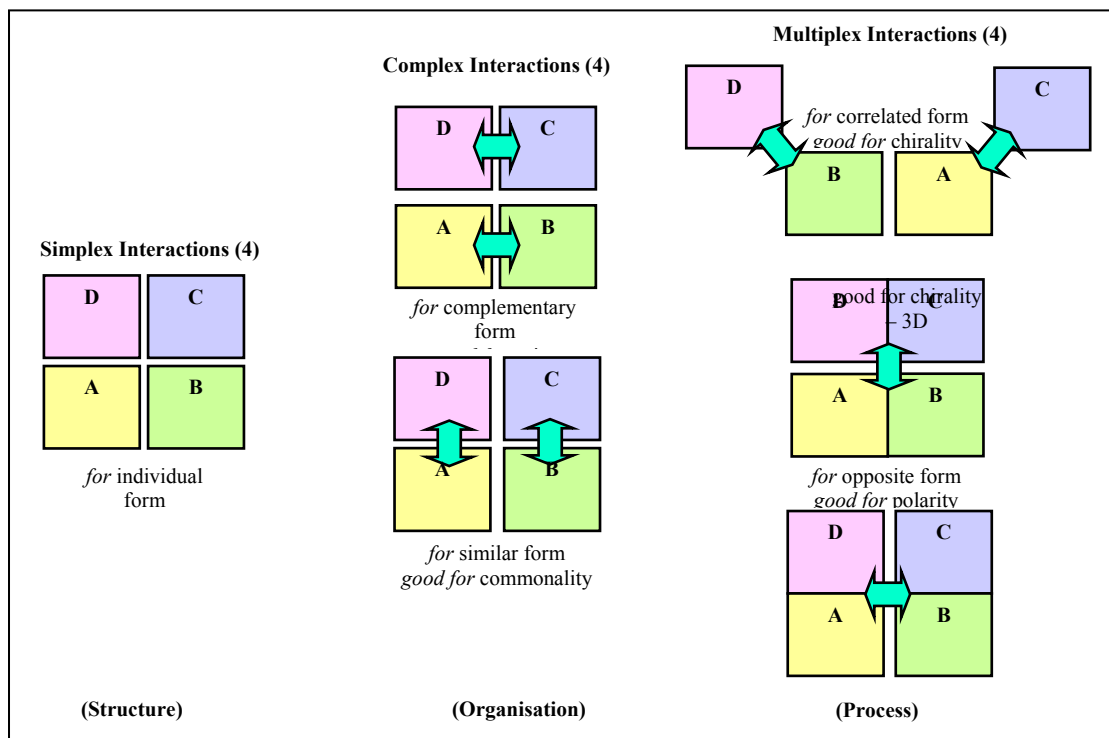 Simplex Interactions (4)
D
C
A
B
for individual
form
(Structure)
Complex Interactions (4)
D
C
A
B
for complementary
form
D
C
A
B
for similar form
good for commonality
(Organisation)
Multiplex Interactions (4)
D
C
for correlated form
good for chirality
B
A
good for chirality
D
C
– 3D
A
B
for opposite form
good for polarity
D
C
A
B
(Process)